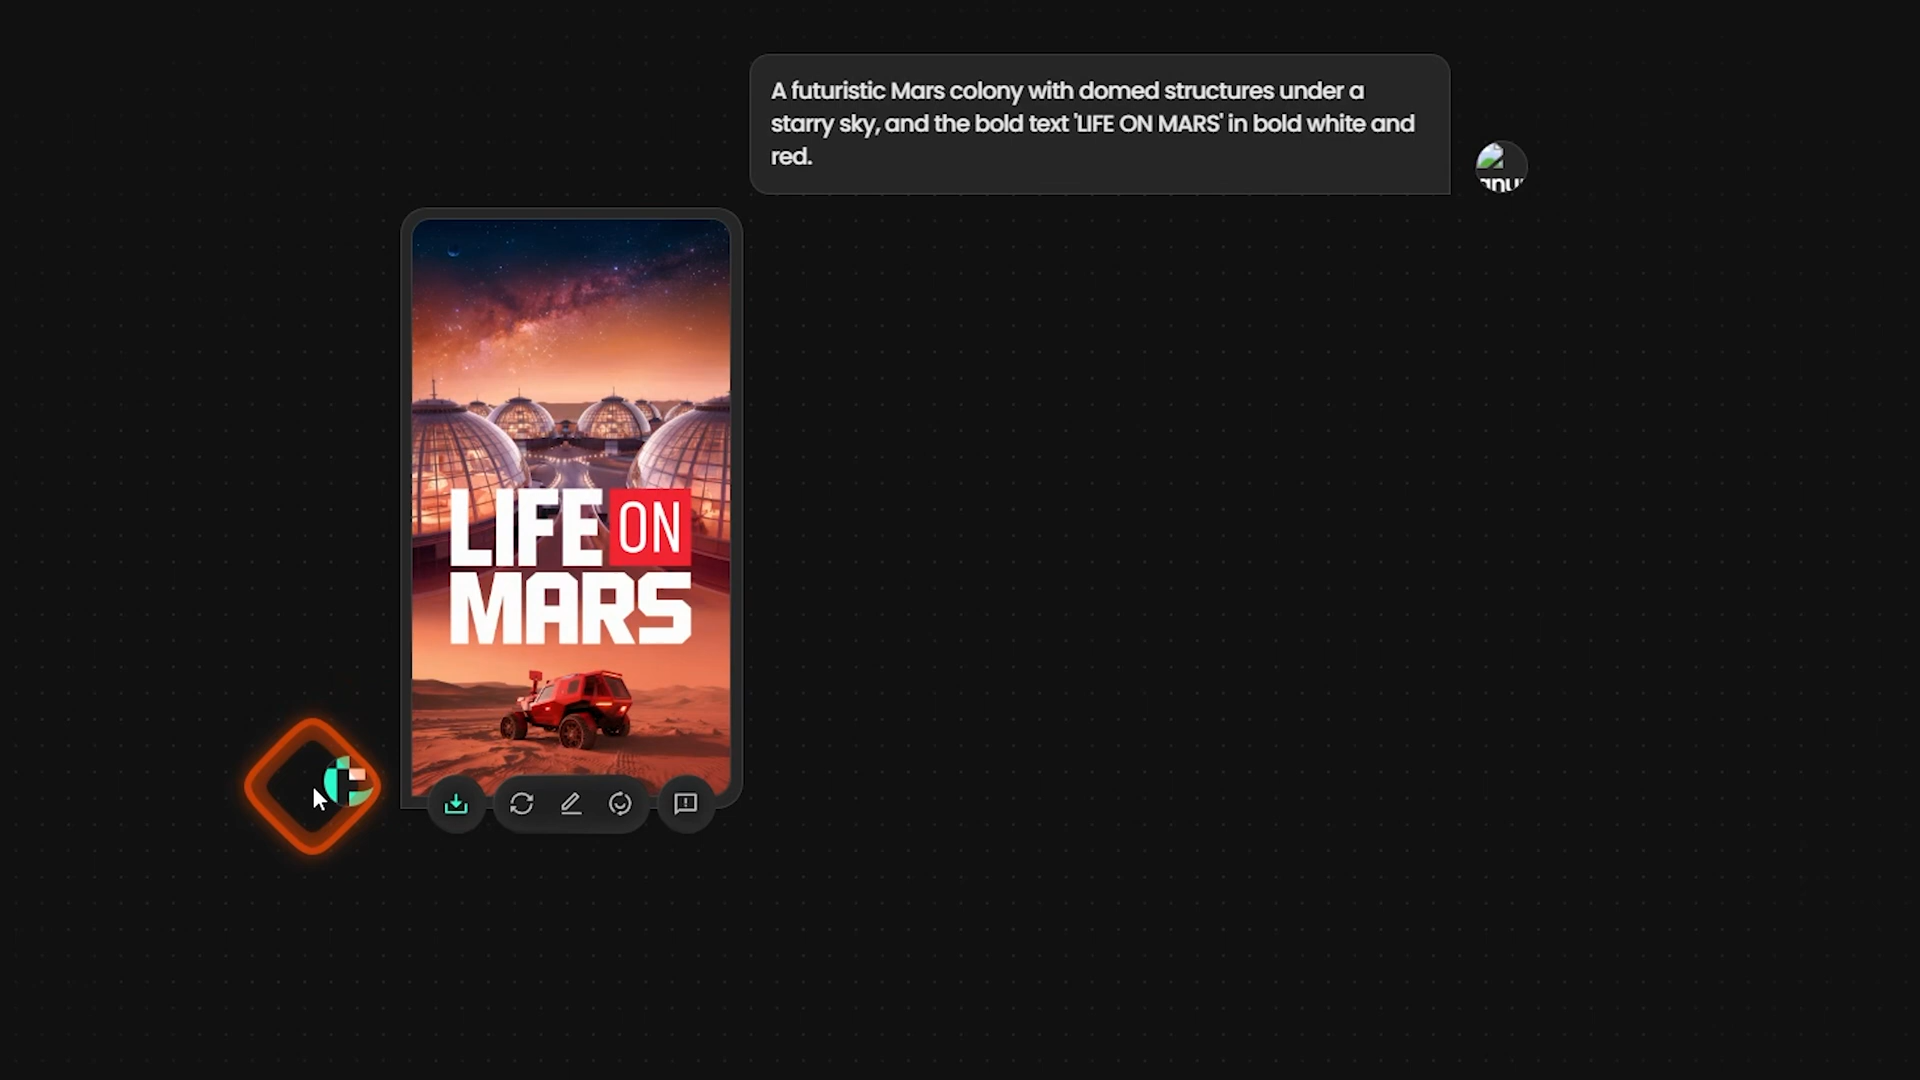 A futuristic Mars colony with domed structures under a
starry sky, and the bold text 'LIFE ON MARS' in bold white and
red.
LIFE ON
MARS